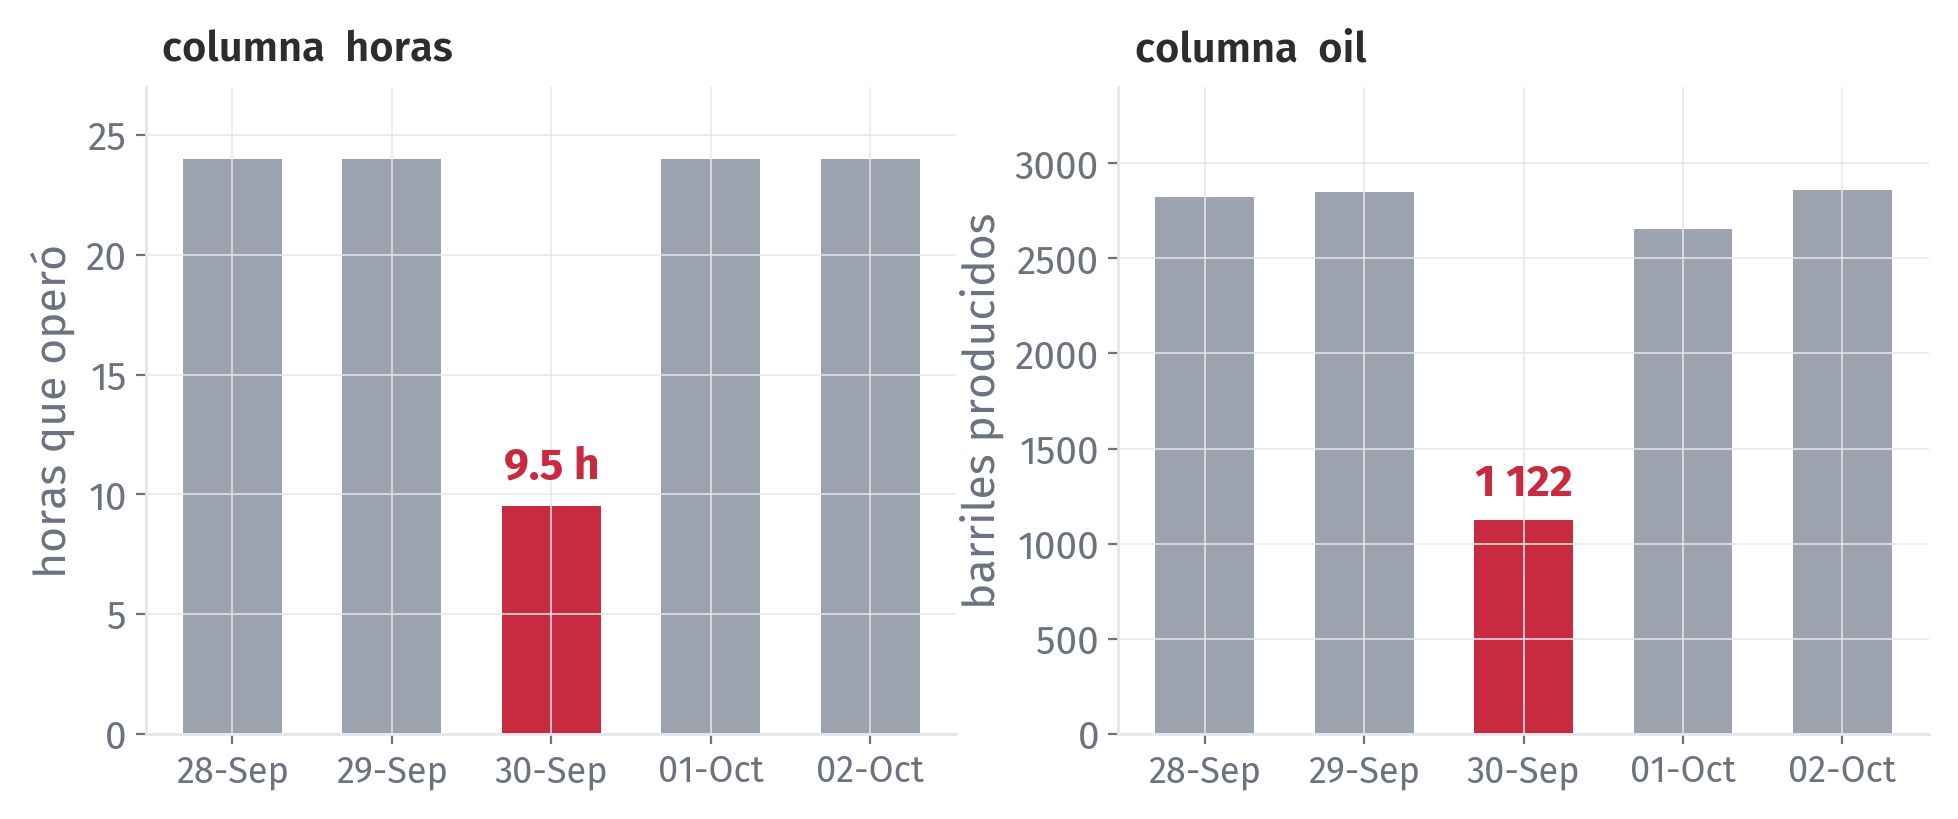 columna horas
horas que operó
25
20
15
10
5
0
9.5 h
28-Sep
29-Sep
30-Sep
01-Oct
02-Oct
columna oil
barriles producidos
3000
2500
2000
1500
1000
500
0
1 122
28-Sep
29-Sep
30-Sep
01-Oct
02-Oct